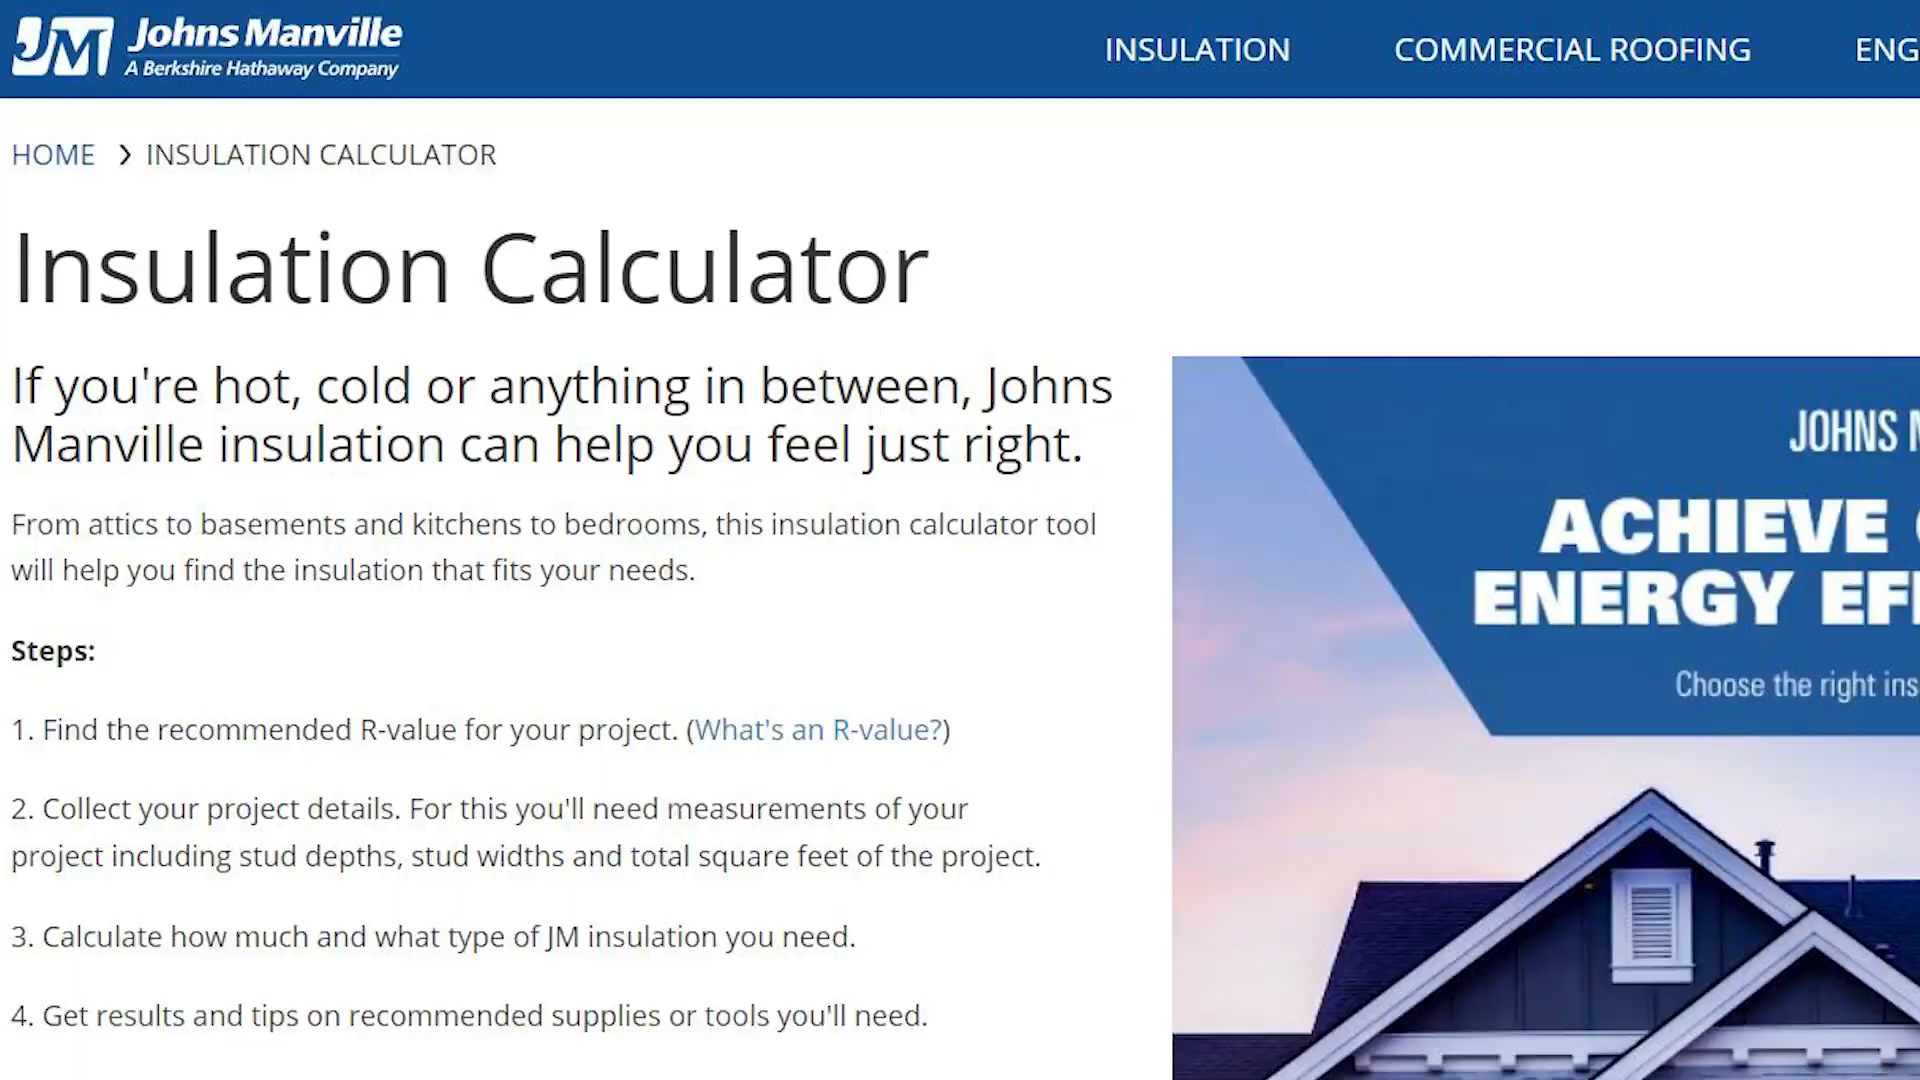 JM Johns Manville
A Berkshire Hathaway Company
INSULATION
COMMERCIAL ROOFING
ENG
HOME > INSULATION CALCULATOR
Insulation Calculator
If you're hot, cold or anything in between, Johns
Manville insulation can help you feel just right.
From attics to basements and kitchens to bedrooms, this insulation calculator tool
will help you find the insulation that fits your needs.
Steps:
1. Find the recommended R-value for your project. (What's an R-value?)
2. Collect your project details. For this you'll need measurements of your
project including stud depths, stud widths and total square feet of the project.
3. Calculate how much and what type of JM insulation you need.
4. Get results and tips on recommended supplies or tools you'll need.
JOHNS
ACHIEVE
ENERGY EF
Choose the right ins